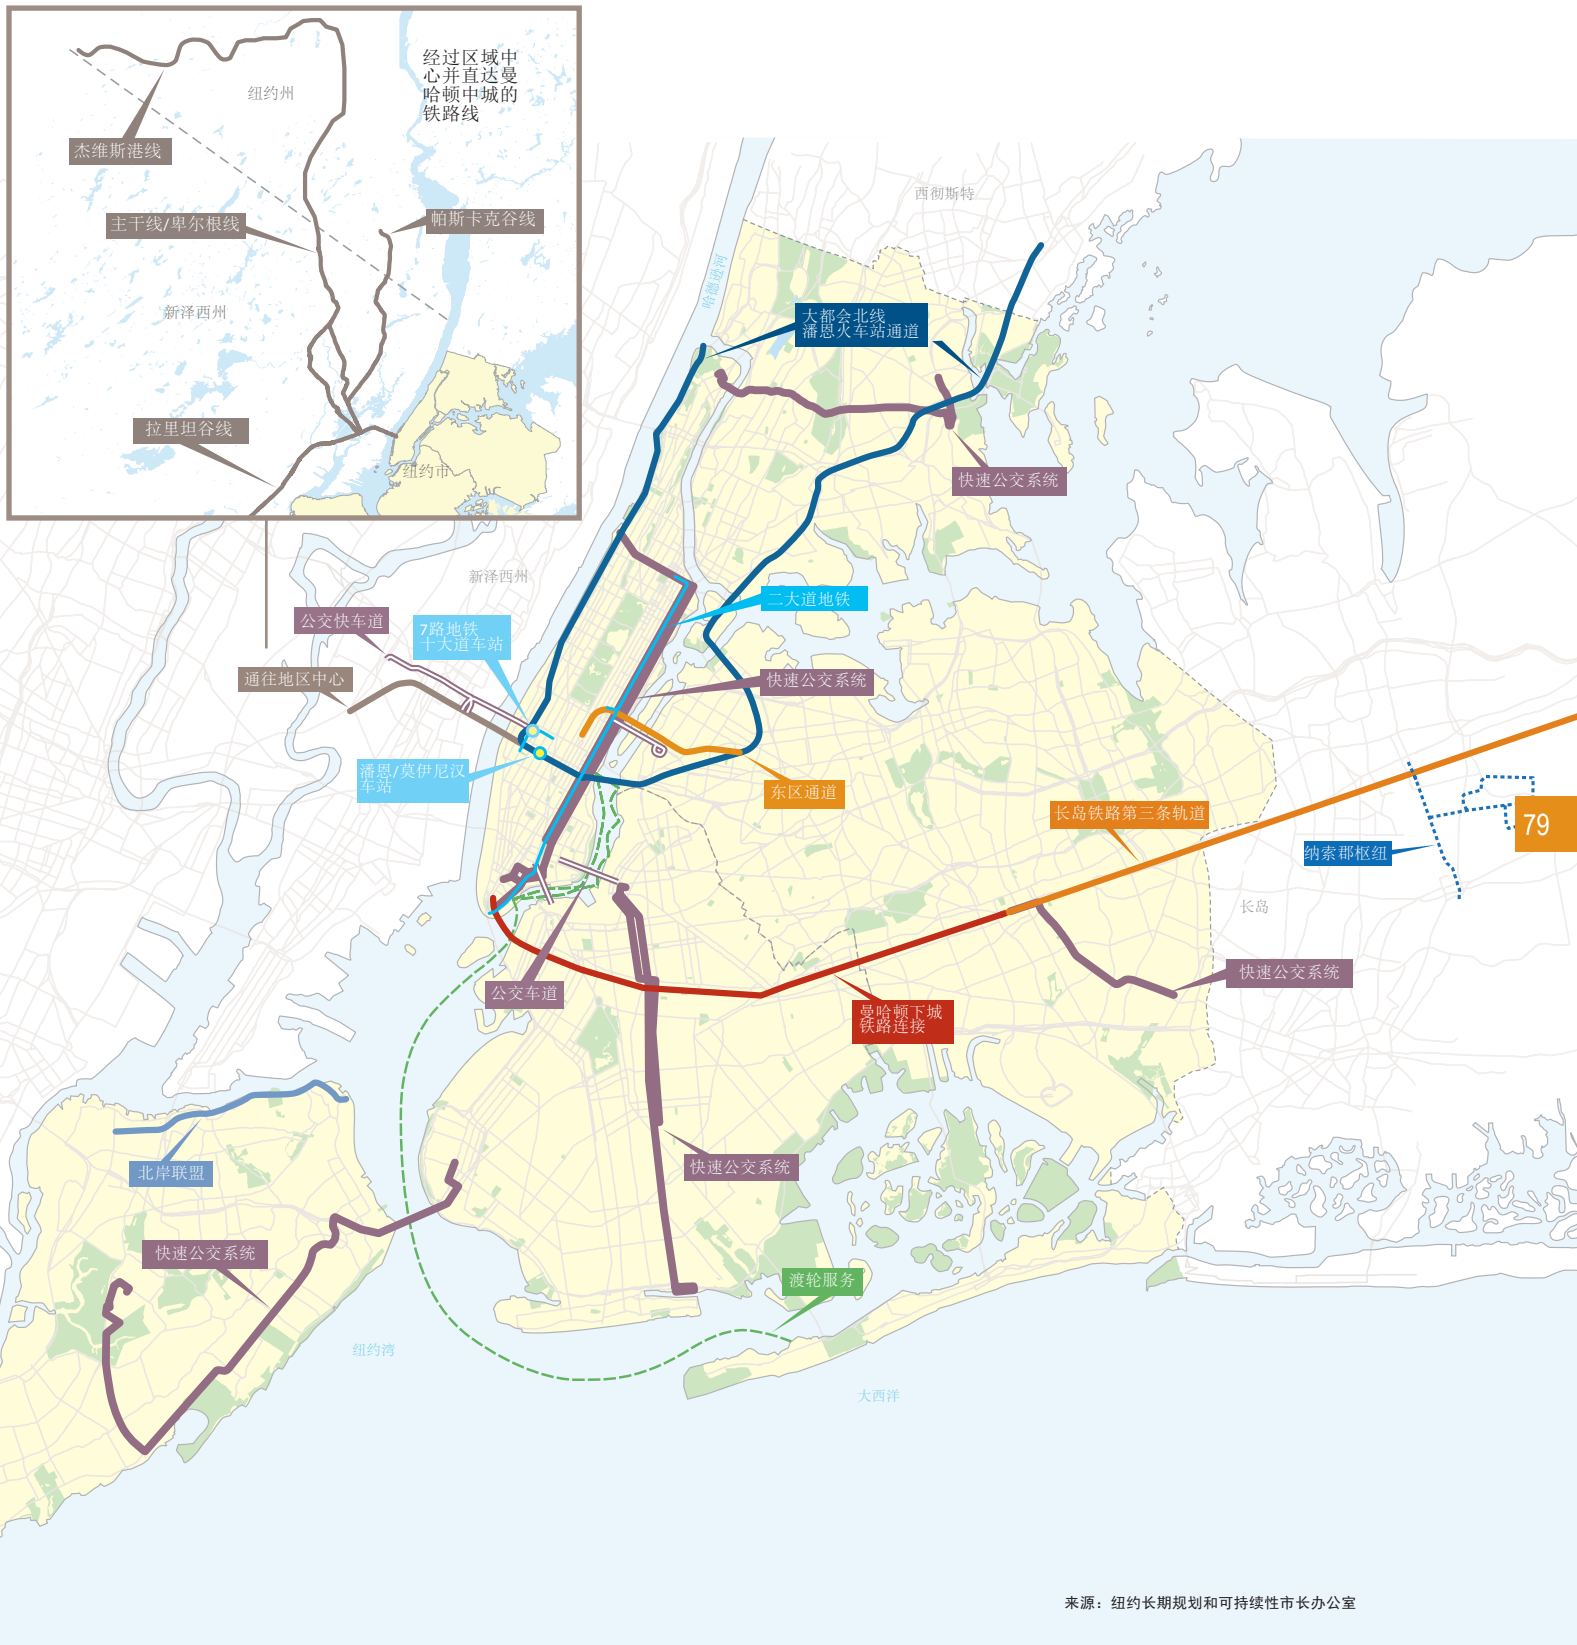 经过区域中
心并直达曼
哈顿中城的
铁路线
纽约州
杰维斯港线
主干线/卑尔根线
帕斯卡克谷线
新泽西州
拉里坦谷线
纽约市
西彻斯特
哈德逊河
大都会北线
潘恩火车站通道
快速公交系统
新泽西州
二大道地铁
公交快车道
7路地铁
十大道车站
通往地区中心
快速公交系统
潘恩/莫伊尼汉
车站
东区通道
长岛铁路第三条轨道
79
纳索郡枢纽
长岛
快速公交系统
公交车道
曼哈顿下城
铁路连接
北岸联盟
快速公交系统
快速公交系统
渡轮服务
纽约湾
大西洋
来源：纽约长期规划和可持续性市长办公室